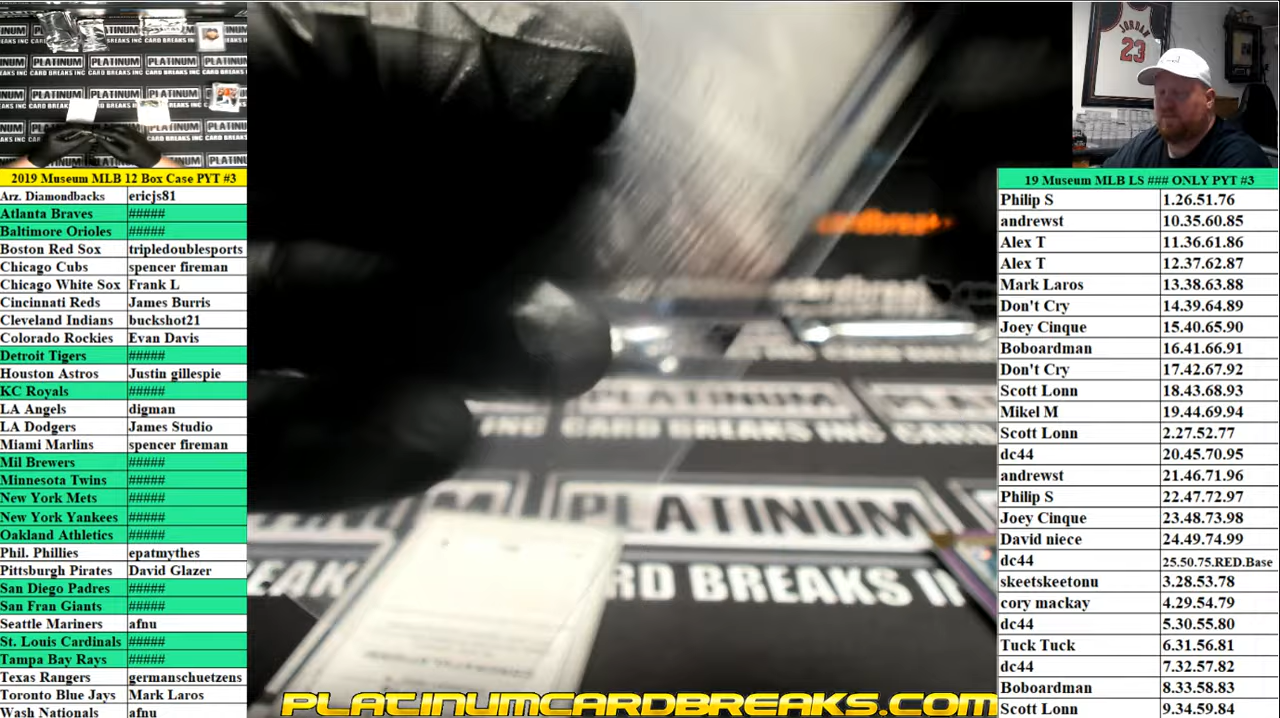 PLATINUM
CARD BREAKS INC
JORDAN
23
2019 Museum MLB 12 Box Case PYT #3
Arz. Diamondbacks ericjs81
Atlanta Braves #####
Baltimore Orioles #####
Boston Red Sox tripledoublesports
Chicago Cubs spencer fireman
Chicago White Sox Frank L
Cincinnati Reds James Burris
Cleveland Indians buckshot21
Colorado Rockies Evan Davis
Detroit Tigers #####
Houston Astros Justin gillespie
KC Royals #####
LA Angels digman
LA Dodgers James Studio
Miami Marlins spencer fireman
Mil Brewers #####
Minnesota Twins #####
New York Mets #####
New York Yankees #####
Oakland Athletics #####
Phil. Phillies epatmythes
Pittsburgh Pirates David Glazer
San Diego Padres #####
San Fran Giants #####
Seattle Mariners afnu
St. Louis Cardinals #####
Tampa Bay Rays #####
Texas Rangers germanschuetzens
Toronto Blue Jays Mark Laros
Wash Nationals afnu
PLATINUM
CARD BREAKS INC
PLATINUM
RD BREAKS IN
PLATINUMCARDBREAKS.COM
19 Museum MLB LS ### ONLY PYT #3
Philip S 1.26.51.76
andrewst 10.35.60.85
Alex T 11.36.61.86
Alex T 12.37.62.87
Mark Laros 13.38.63.88
Don't Cry 14.39.64.89
Joey Cinque 15.40.65.90
Boboardman 16.41.66.91
Don't Cry 17.42.67.92
Scott Lonn 18.43.68.93
Mikel M 19.44.69.94
Scott Lonn 2.27.52.77
dc44 20.45.70.95
andrewst 21.46.71.96
Philip S 22.47.72.97
Joey Cinque 23.48.73.98
David niece 24.49.74.99
dc44 25.50.75.RED.Base
skeetskeetonu 3.28.53.78
cory mackay 4.29.54.79
dc44 5.30.55.80
Tuck Tuck 6.31.56.81
dc44 7.32.57.82
Boboardman 8.33.58.83
Scott Lonn 9.34.59.84